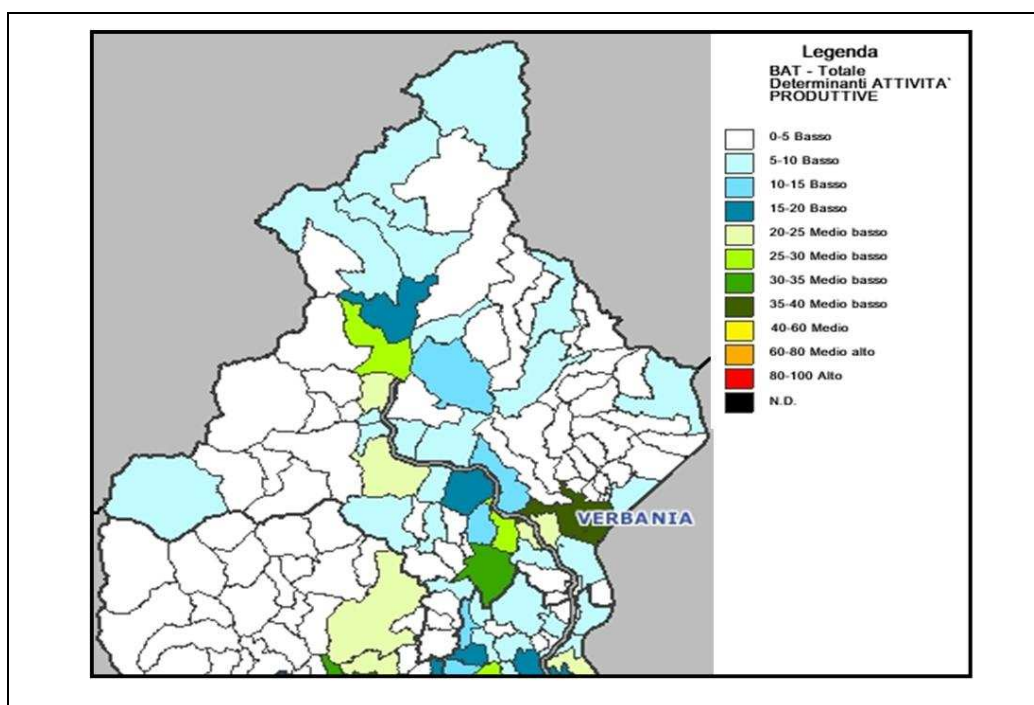 Legenda
BAT - Totale
Determinanti ATTIVITA`
PRODUTTIVE
0-5 Basso
5-10 Basso
10-15 Basso
15-20 Basso
20-25 Medio basso
25-30 Medio basso
30-35 Medio basso
35-40 Medio basso
40-60 Medio
60-80 Medio alto
80-100 Alto
N.D.
VERBANIA